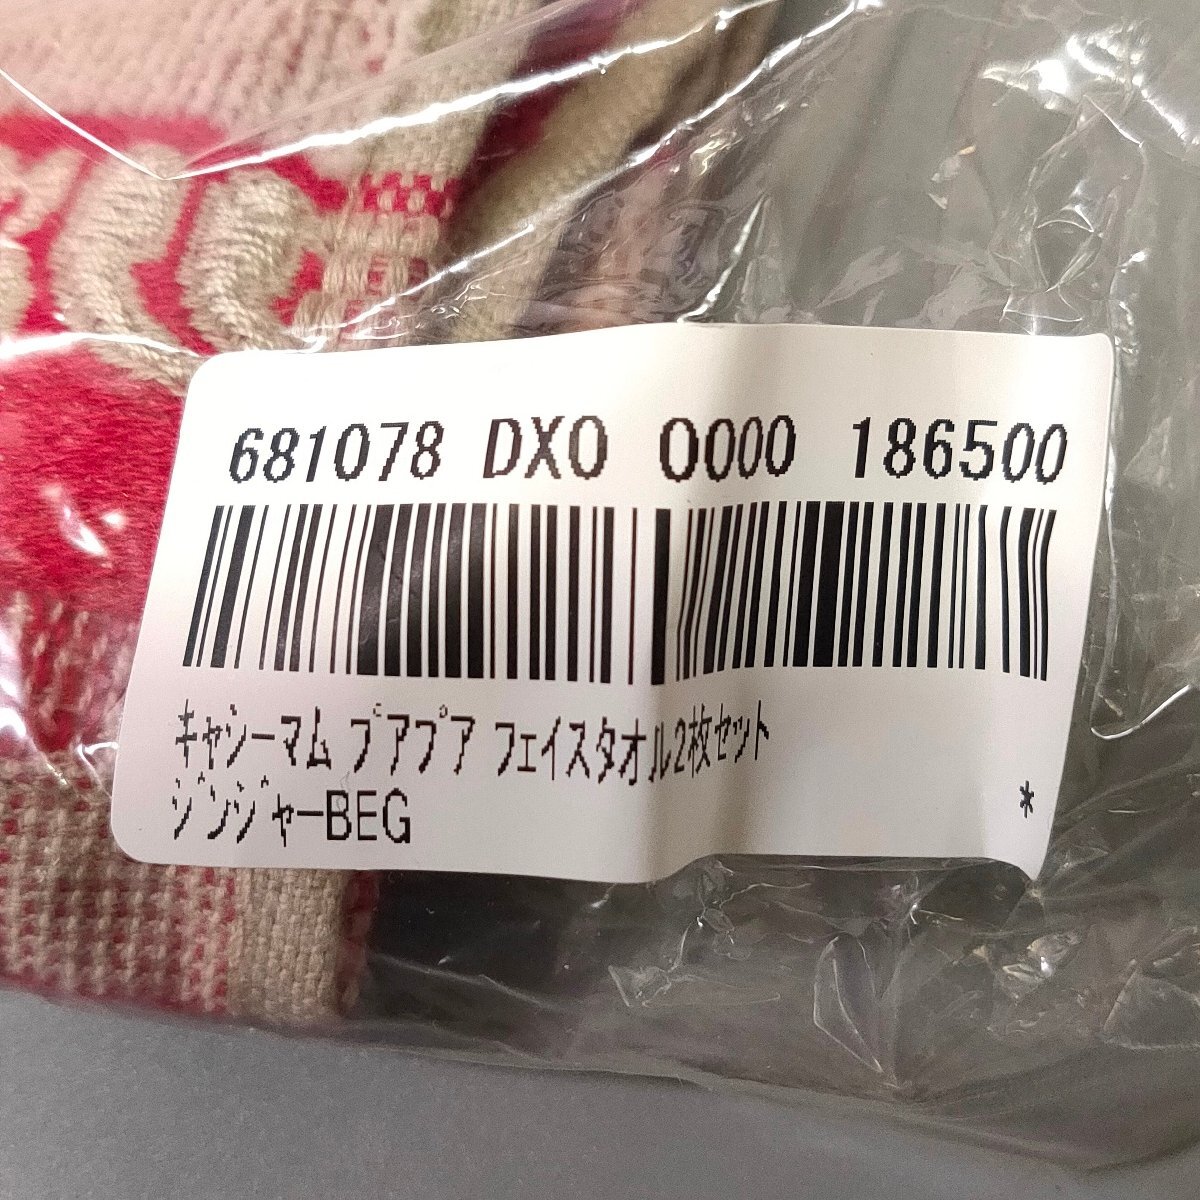 681078 DXO 0000 186500
ｷｬｼｰﾏﾑ ﾌﾟｱﾌﾟｱ ﾌｪｲｽﾀｵﾙ2枚ｾｯﾄ
ｼﾞﾝｼﾞｬｰBEG
*